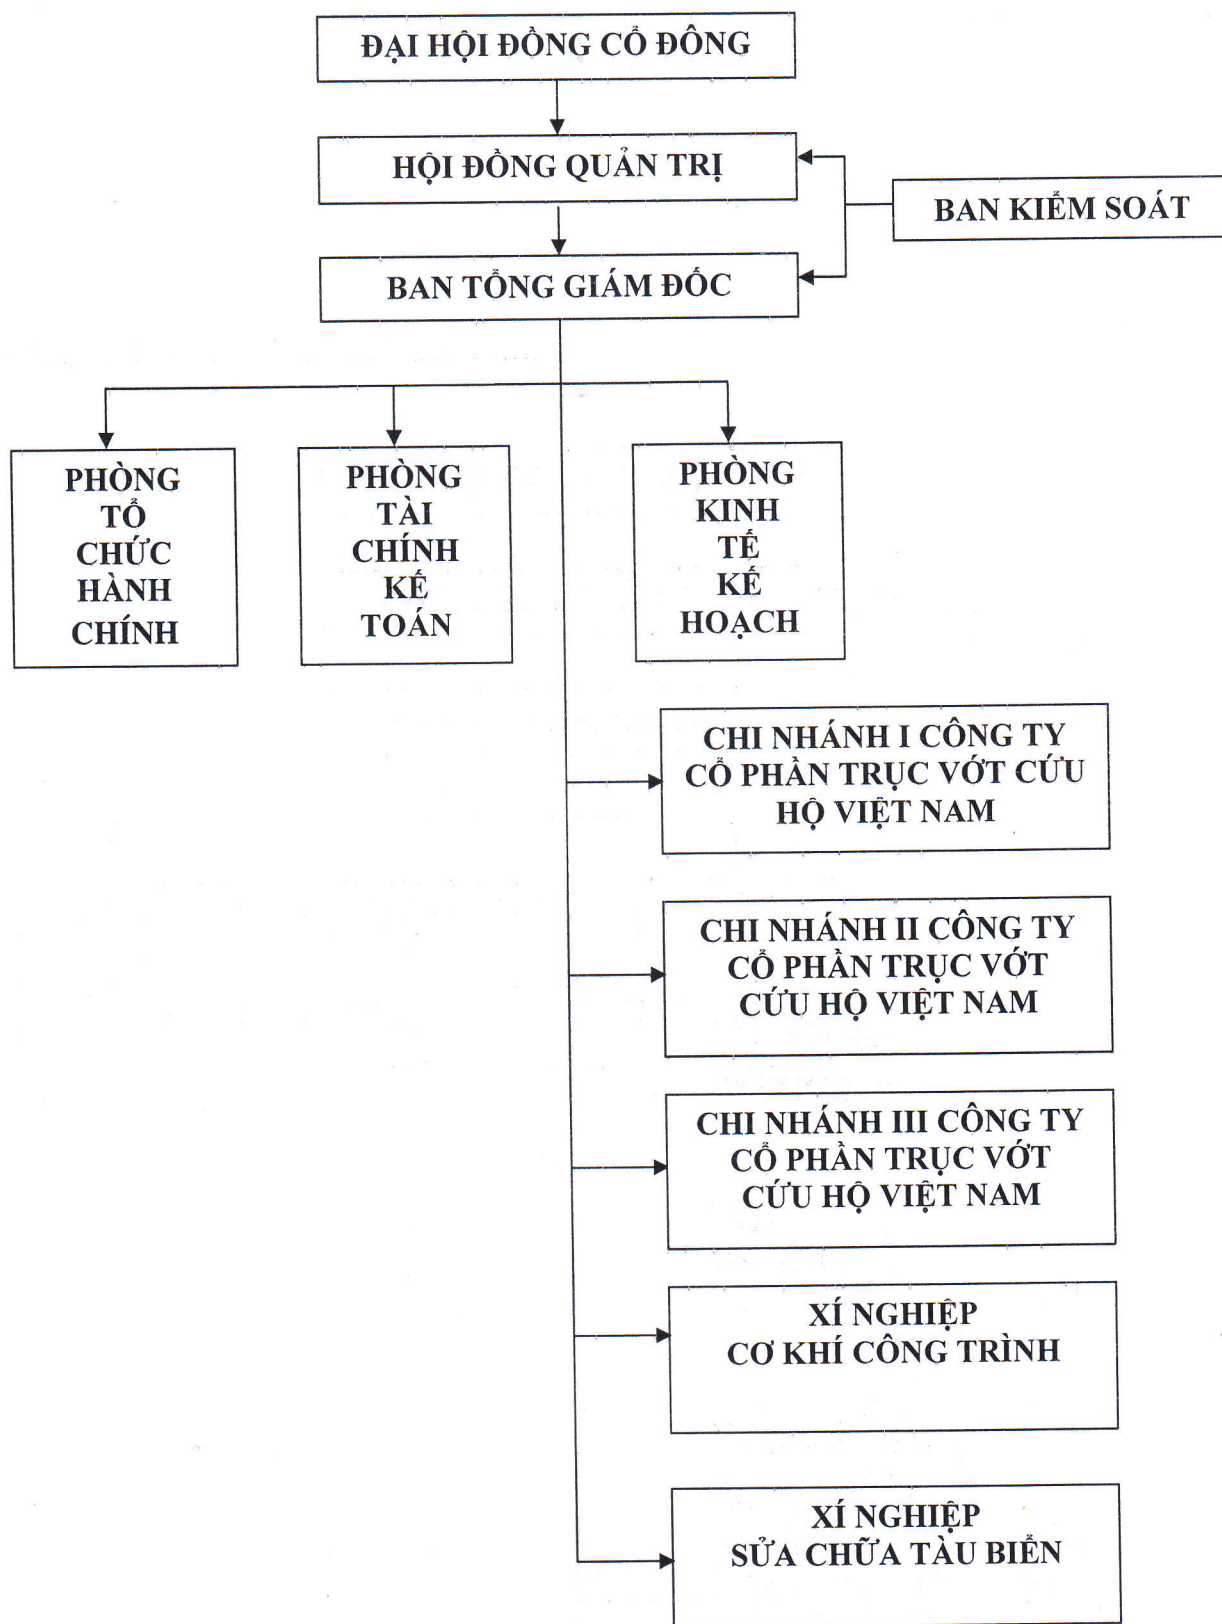 ĐẠI HỘI ĐỒNG CỔ ĐÔNG
HỘI ĐỒNG QUẢN TRỊ
BAN KIỂM SOÁT
BAN TỔNG GIÁM ĐỐC
PHÒNG
TỔ
CHỨC
HÀNH
CHÍNH
PHÒNG
TÀI
CHÍNH
KẾ
TOÁN
PHÒNG
KINH
TẾ
KẾ
HOẠCH
CHI NHÁNH I CÔNG TY
CỔ PHẦN TRỤC VỚT CỨU
HỘ VIỆT NAM
CHI NHÁNH II CÔNG TY
CỔ PHẦN TRỤC VỚT
CỨU HỘ VIỆT NAM
CHI NHÁNH III CÔNG TY
CỔ PHẦN TRỤC VỚT
CỨU HỘ VIỆT NAM
XÍ NGHIỆP
CƠ KHÍ CÔNG TRÌNH
XÍ NGHIỆP
SỬA CHỮA TÀU BIỂN